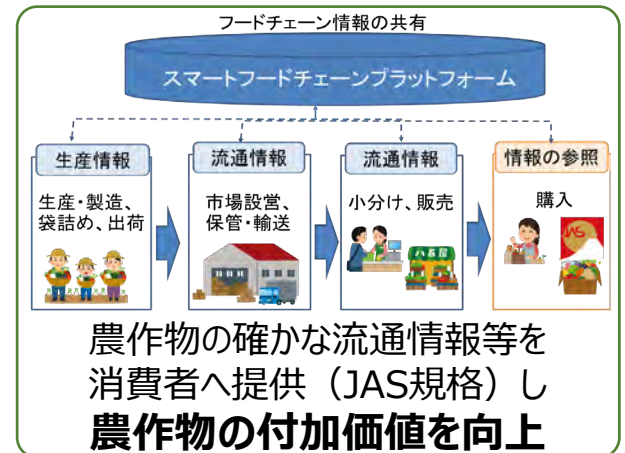 フードチェーン情報の共有
スマートフードチェーンプラットフォーム
生産情報
生産・製造、
袋詰め、出荷
流通情報
市場設営、
保管・輸送
流通情報
小分け、販売
八百屋
情報の参照
購入
JAS
農作物の確かな流通情報等を
消費者へ提供（JAS規格）し
農作物の付加価値を向上